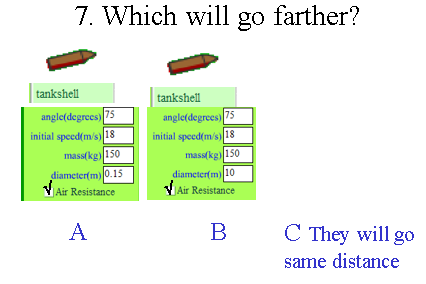 7. Which will go farther?
tankshell
angle(degrees) 75
initial speed(m/s) 18
mass(kg) 150
diameter(m) 0.15
Air Resistance
tankshell
angle(degrees) 75
initial speed(m/s) 18
mass(kg) 150
diameter(m) 10
Air Resistance
A
B
C They will go
same distance